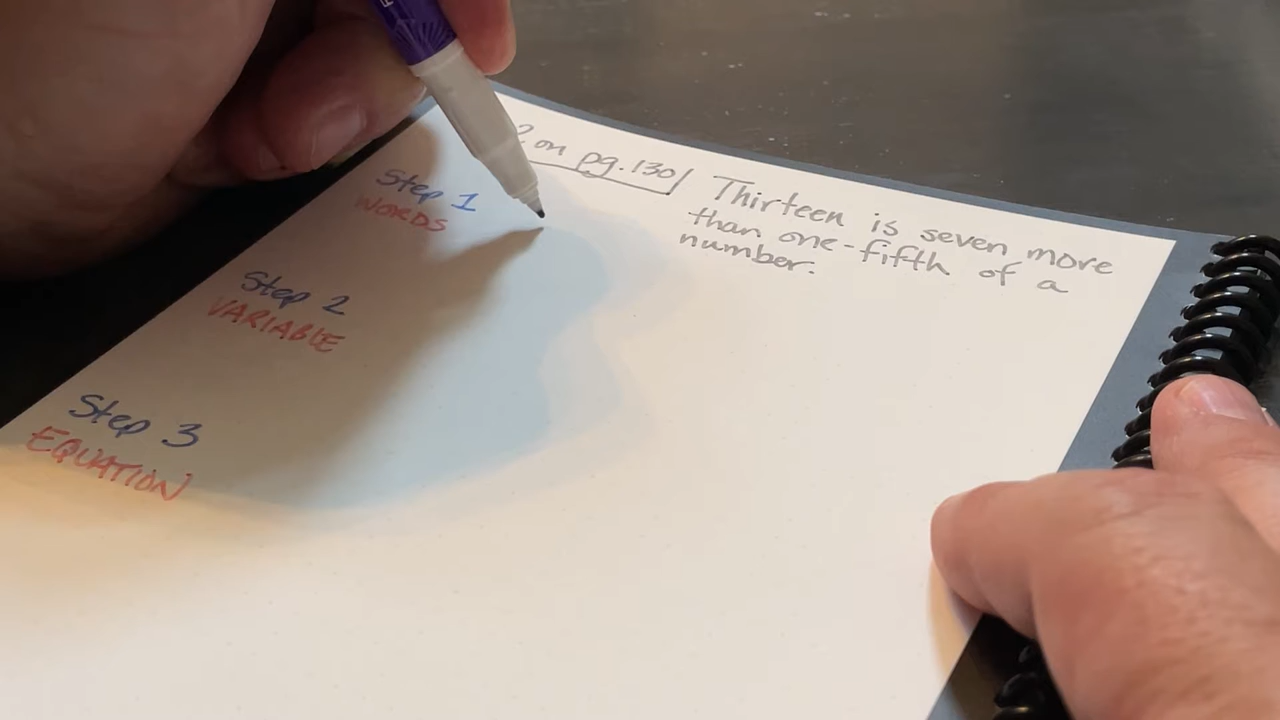 2 on pg.130
Thirteen is seven more
than one-fifth of a
number.
Step 1
WORDS
Step 2
VARIABLE
Step 3
EQUATION